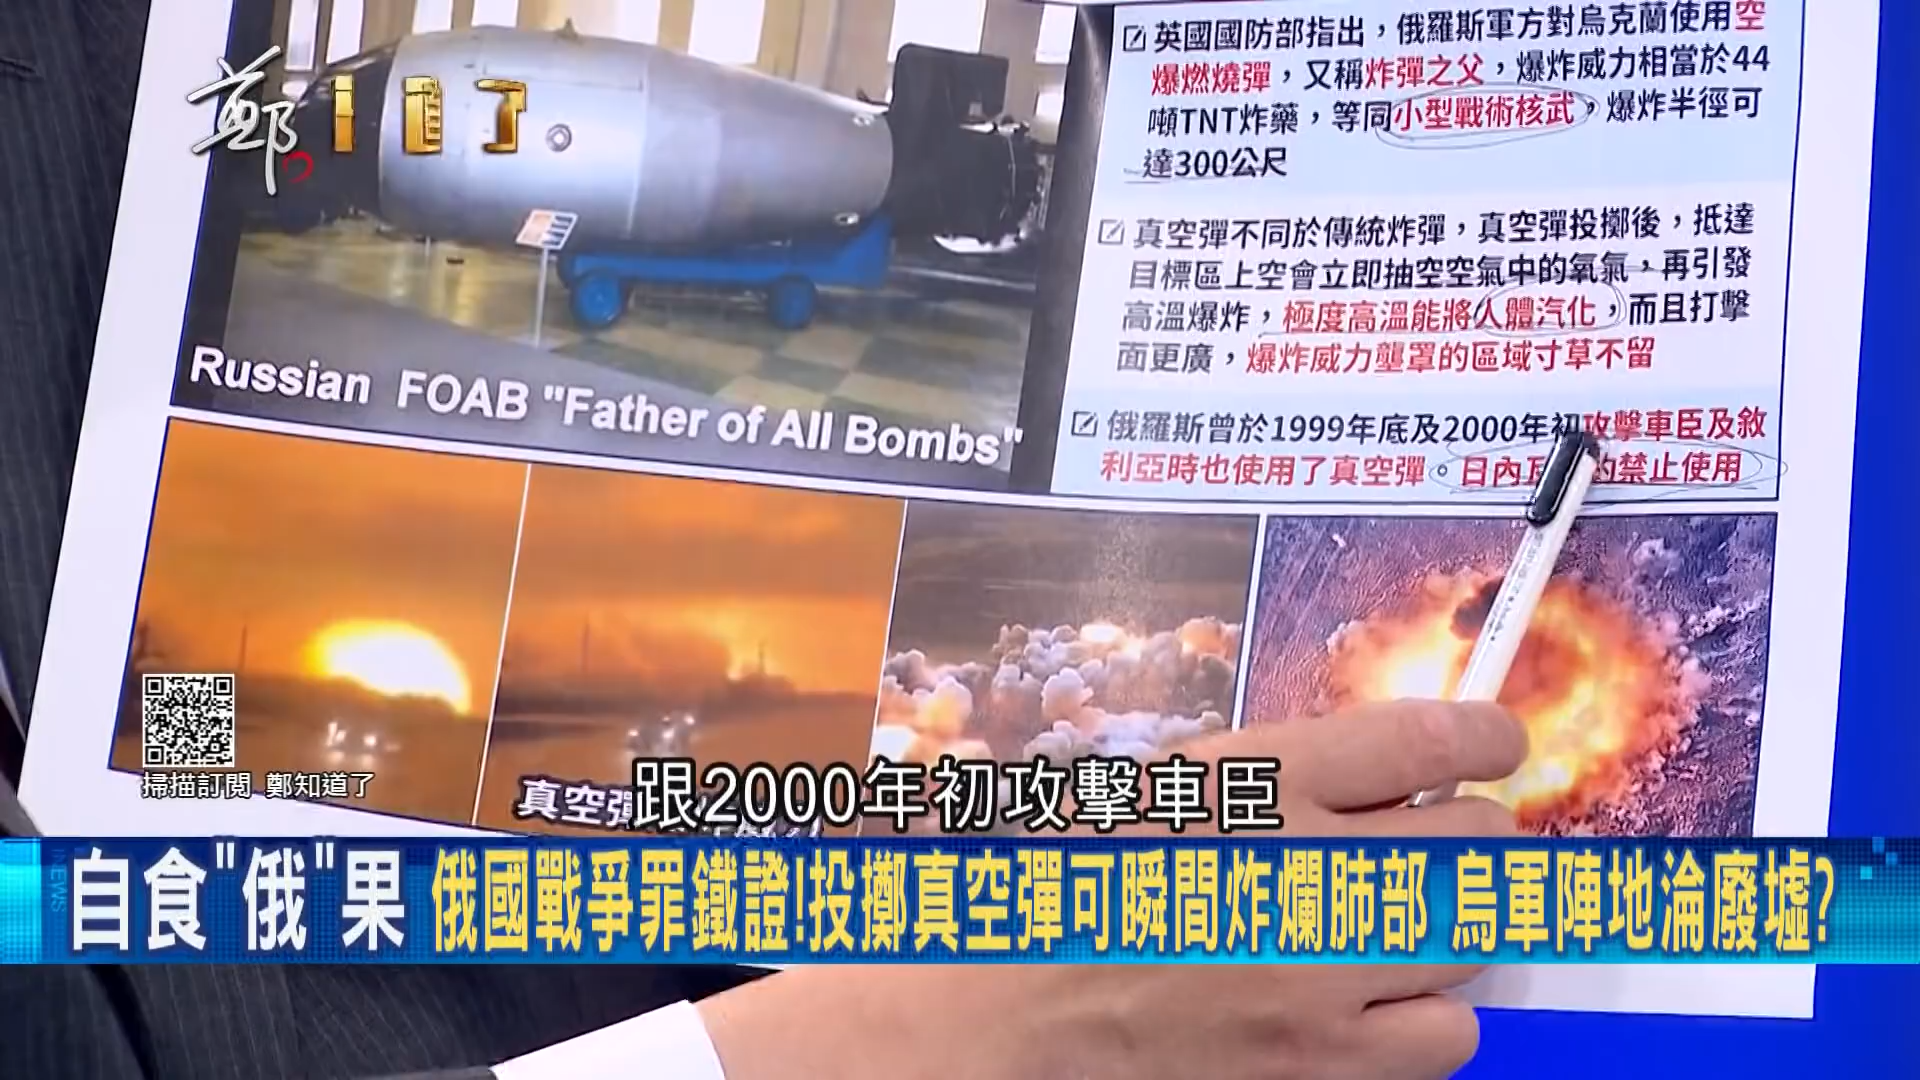 鄭知道了
英國國防部指出，俄羅斯軍方對烏克蘭使用空
爆燃燒彈，又稱炸彈之父，爆炸威力相當於44
噸TNT炸藥，等同小型戰術核武，爆炸半徑可
達300公尺
真空彈不同於傳統炸彈，真空彈投擲後，抵達
目標區上空會立即抽空空氣中的氧氣，再引發
高溫爆炸，極度高溫能將人體汽化，而且打擊
面更廣，爆炸威力壟罩的區域寸草不留
俄羅斯曾於1999年底及2000年初攻擊車臣及敘
利亞時也使用了真空彈。日內瓦 約禁止使用
Russian FOAB "Father of All Bombs"
真空彈
掃描訂閱 鄭知道了
跟2000年初攻擊車臣
自食"俄"果 俄國戰爭罪鐵證!投擲真空彈可瞬間炸爛肺部 烏軍陣地淪廢墟?
INEWS